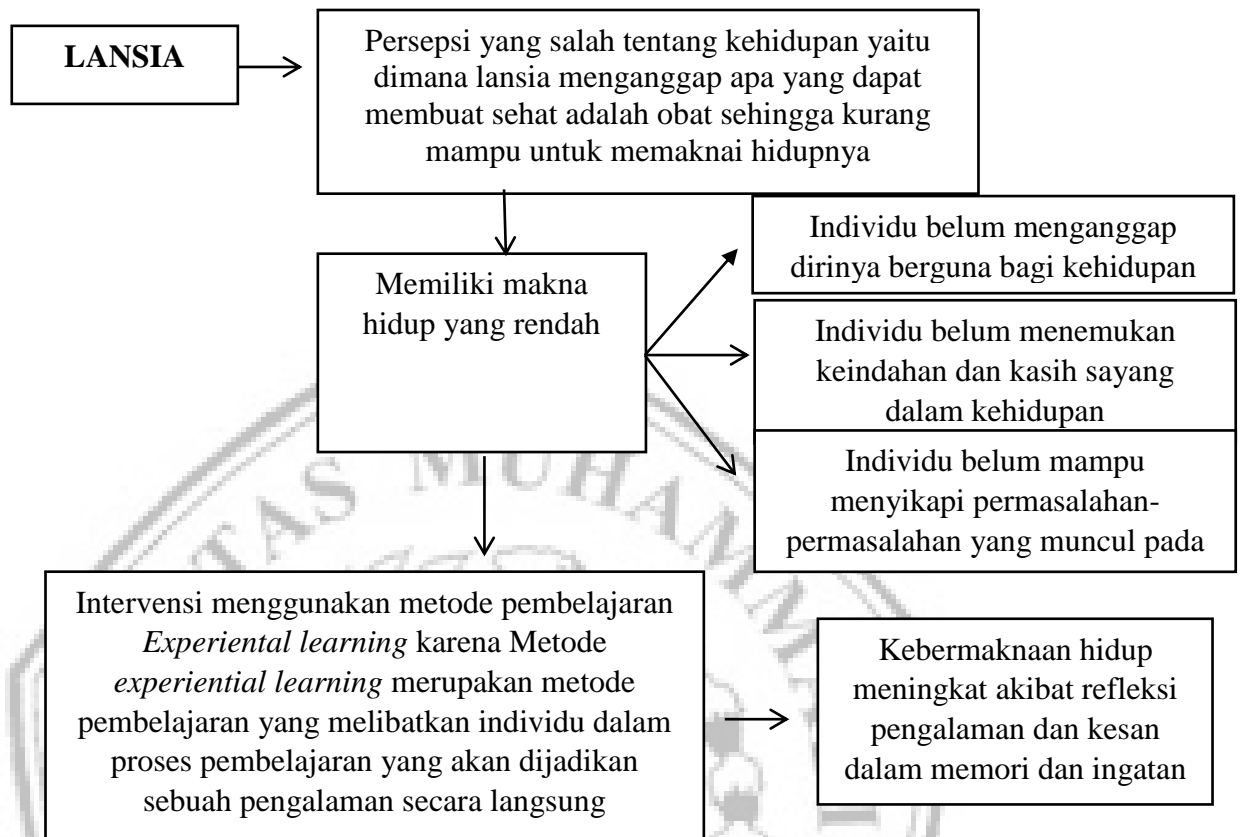 LANSIA
Persepsi yang salah tentang kehidupan yaitu
dimana lansia menganggap apa yang dapat
membuat sehat adalah obat sehingga kurang
mampu untuk memaknai hidupnya
Memiliki makna
hidup yang rendah
Individu belum menganggap
dirinya berguna bagi kehidupan
Individu belum menemukan
keindahan dan kasih sayang
dalam kehidupan
Individu belum mampu
menyikapi permasalahan-
permasalahan yang muncul pada
TAS MUHAMM
Intervensi menggunakan metode pembelajaran
Experiental learning karena Metode
experiential learning merupakan metode
pembelajaran yang melibatkan individu dalam
proses pembelajaran yang akan dijadikan
sebuah pengalaman secara langsung
Kebermaknaan hidup
meningkat akibat refleksi
pengalaman dan kesan
dalam memori dan ingatan